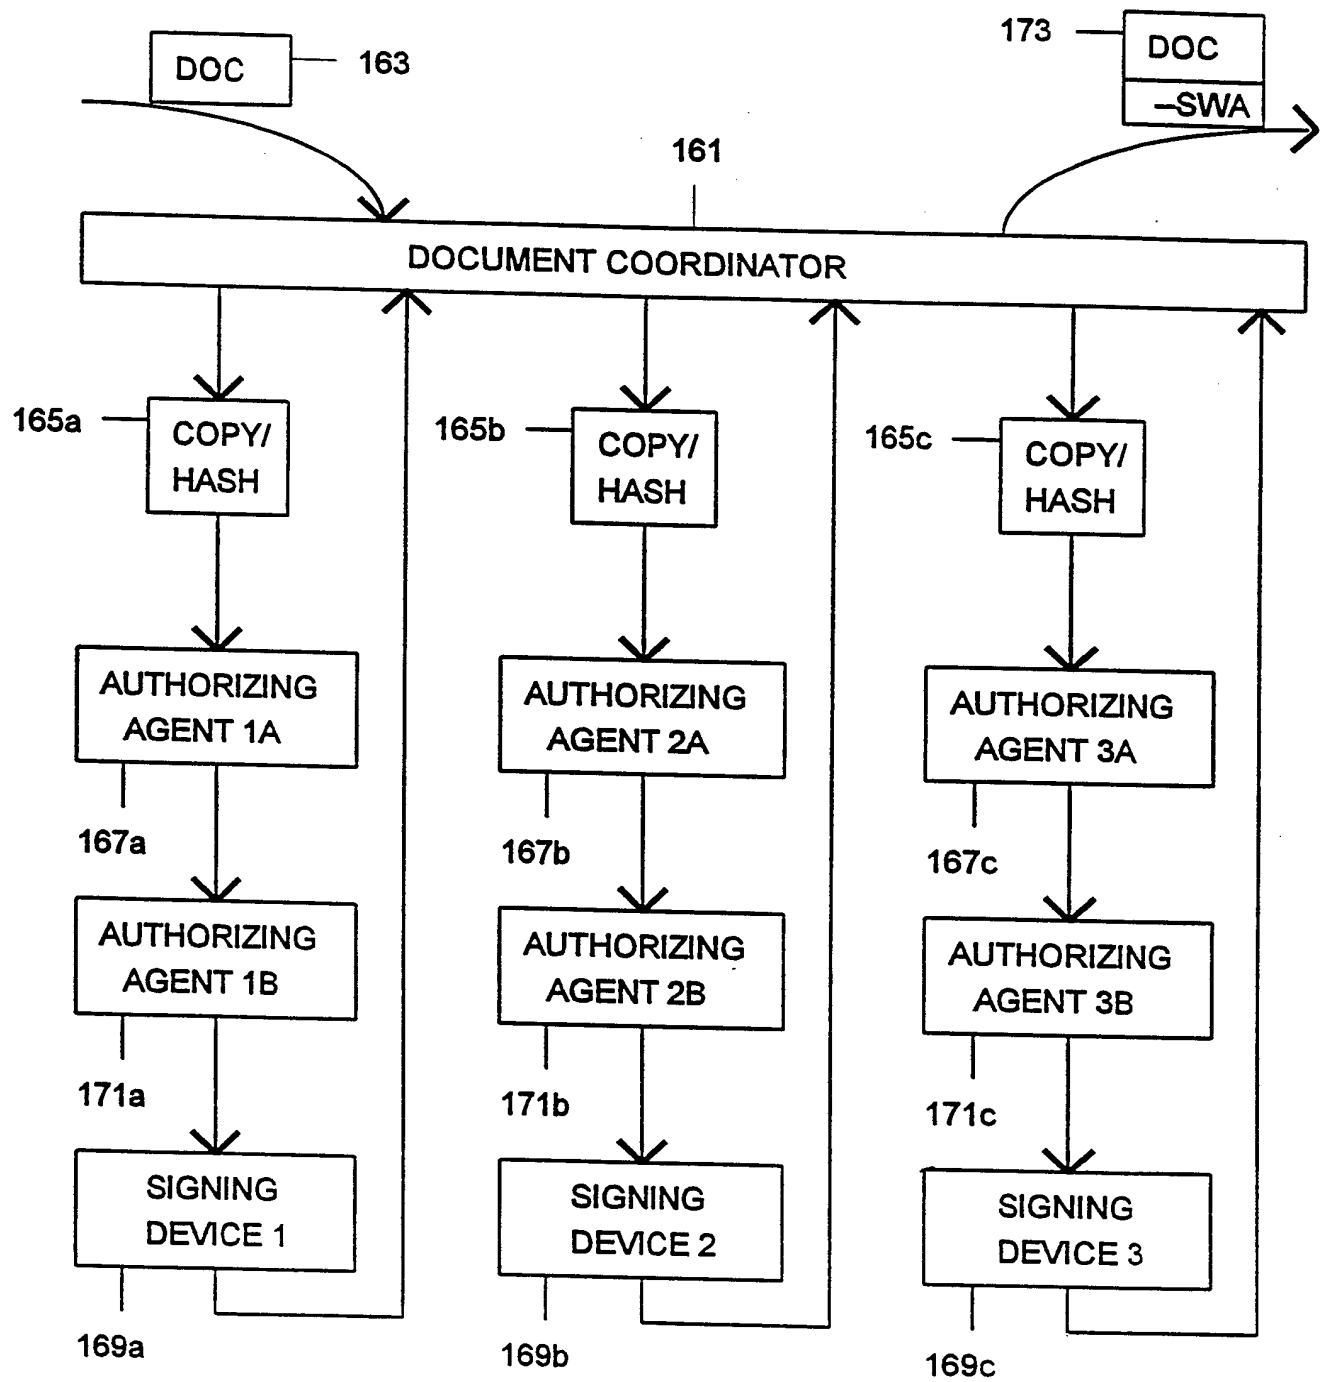 DOC
163
173
DOC
–SWA
161
DOCUMENT COORDINATOR
165a
COPY/
HASH
165b
COPY/
HASH
165c
COPY/
HASH
AUTHORIZING
AGENT 1A
AUTHORIZING
AGENT 2A
AUTHORIZING
AGENT 3A
167a
167b
167c
AUTHORIZING
AGENT 1B
AUTHORIZING
AGENT 2B
AUTHORIZING
AGENT 3B
171a
171b
171c
SIGNING
DEVICE 1
SIGNING
DEVICE 2
SIGNING
DEVICE 3
169a
169b
169c